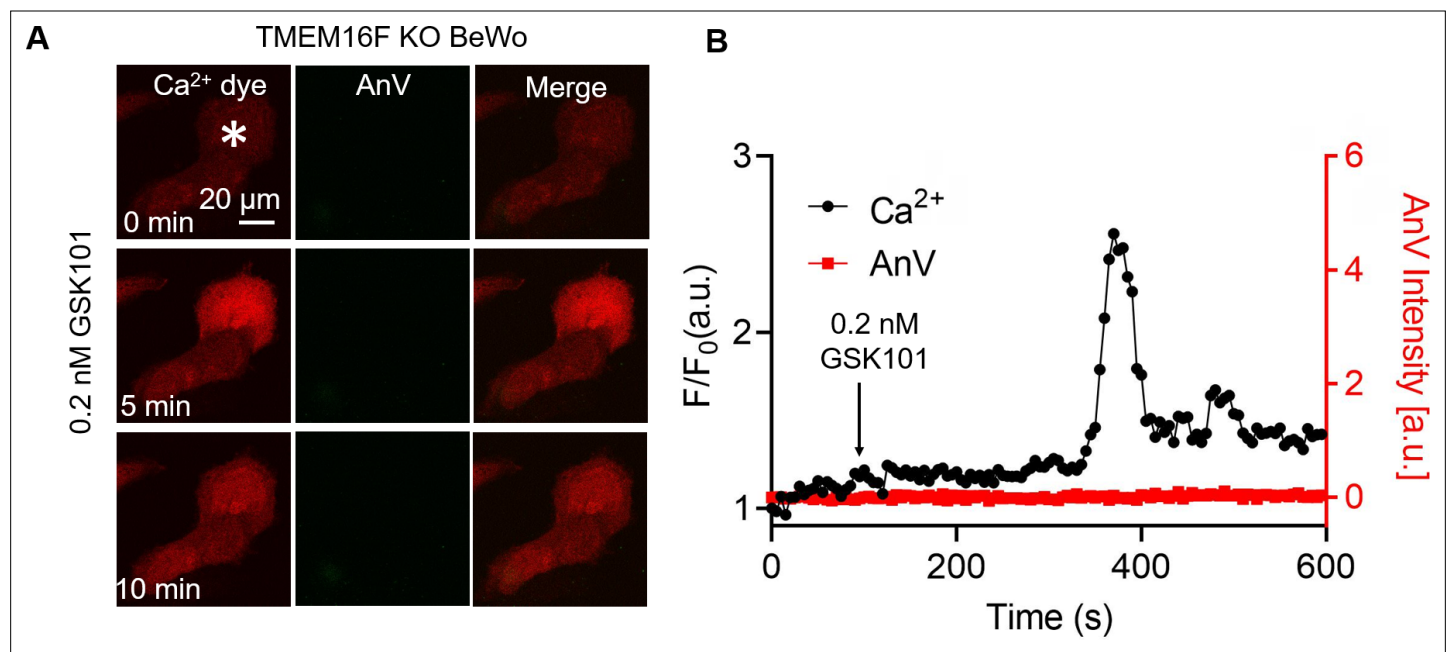 A
TMEM16F KO BeWo
Ca²⁺ dye
AnV
Merge
*
20 µm
0 min
5 min
10 min
0.2 nM GSK101
B
F/F₀(a.u.)
3
2
1
Ca²⁺
AnV
0.2 nM
GSK101
6
4
2
0
AnV Intensity [a.u.]
0
200
400
600
Time (s)